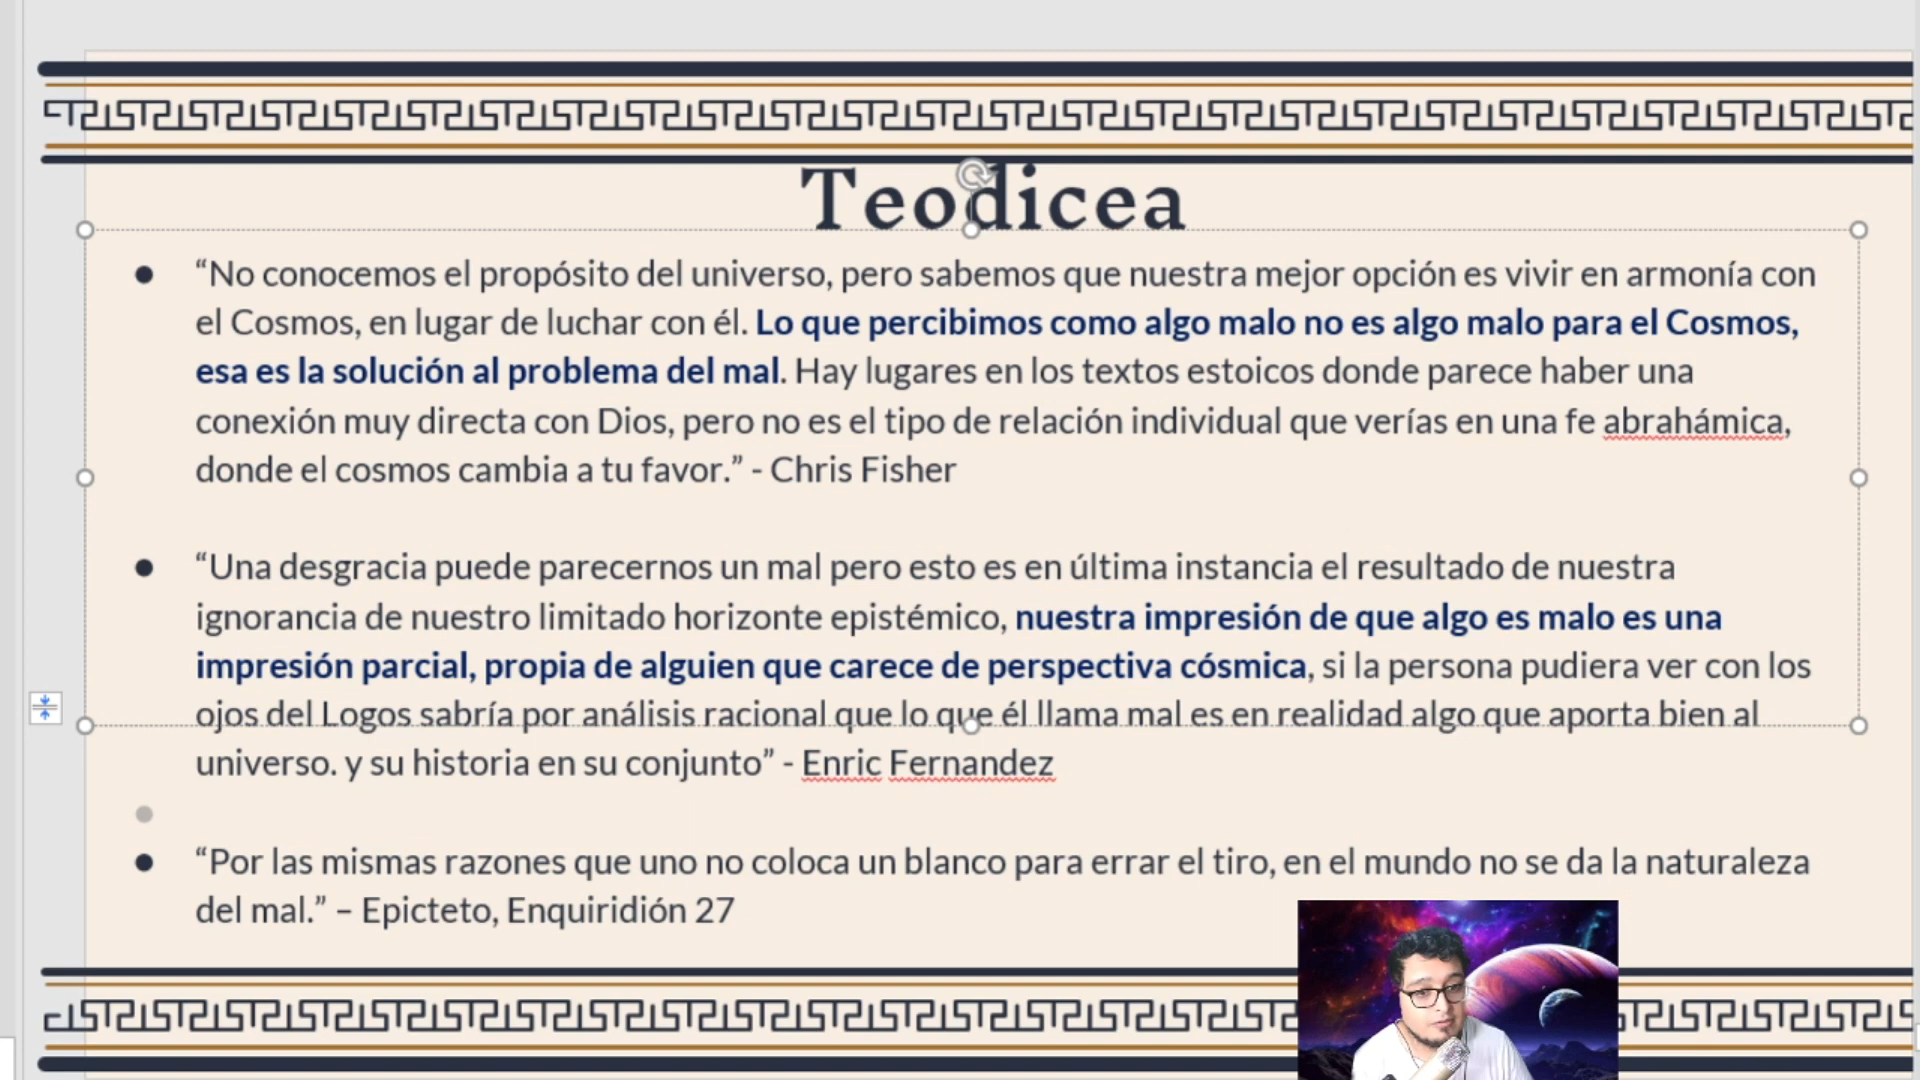 Teodicea
“No conocemos el propósito del universo, pero sabemos que nuestra mejor opción es vivir en armonía con
el Cosmos, en lugar de luchar con él. Lo que percibimos como algo malo no es algo malo para el Cosmos,
esa es la solución al problema del mal. Hay lugares en los textos estoicos donde parece haber una
conexión muy directa con Dios, pero no es el tipo de relación individual que verías en una fe abrahámica,
donde el cosmos cambia a tu favor.” - Chris Fisher
“Una desgracia puede parecernos un mal pero esto es en última instancia el resultado de nuestra
ignorancia de nuestro limitado horizonte epistémico, nuestra impresión de que algo es malo es una
impresión parcial, propia de alguien que carece de perspectiva cósmica, si la persona pudiera ver con los
ojos del Logos sabría por análisis racional que lo que él llama mal es en realidad algo que aporta bien al
universo. y su historia en su conjunto” - Enric Fernandez
“Por las mismas razones que uno no coloca un blanco para errar el tiro, en el mundo no se da la naturaleza
del mal.” – Epicteto, Enquiridión 27